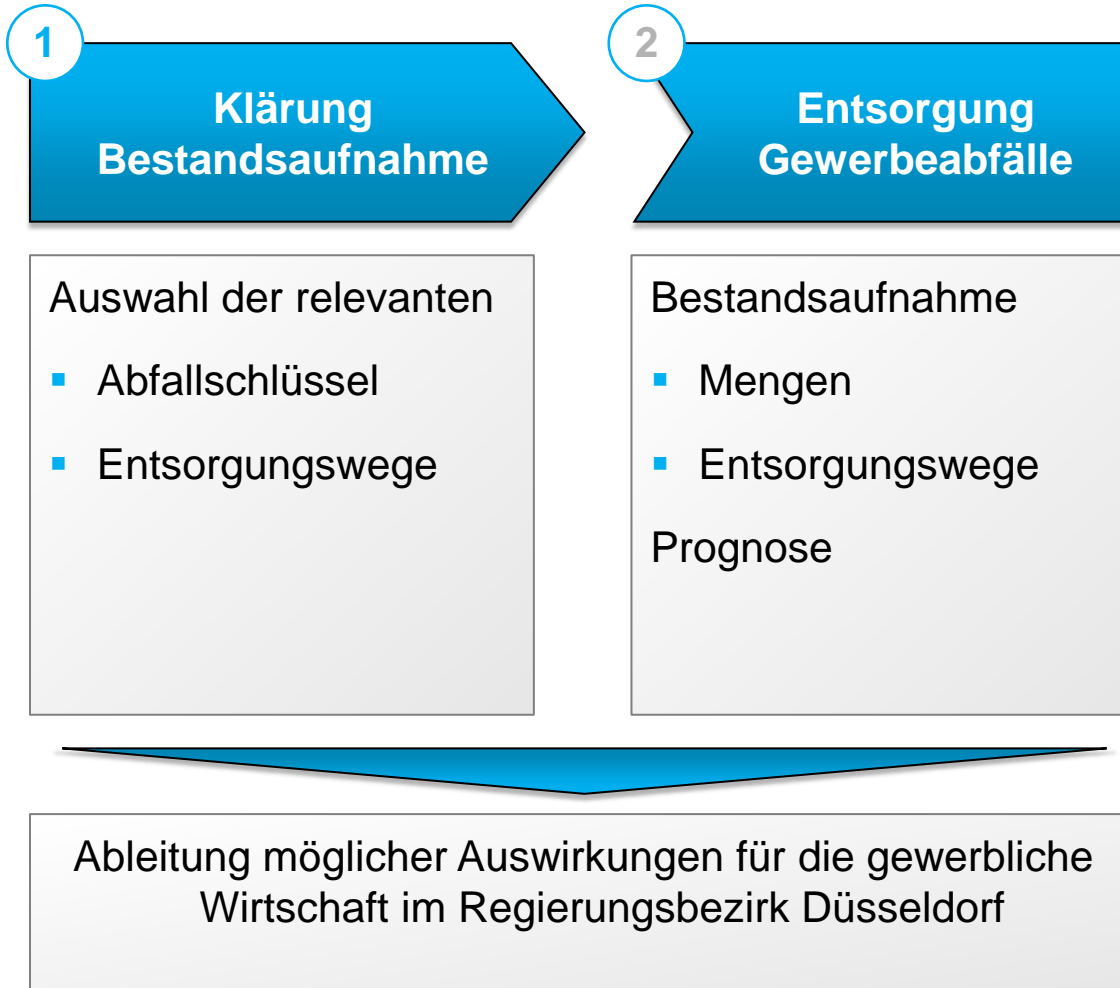 1
Klärung
Bestandsaufnahme
Auswahl der relevanten
▪ Abfallschlüssel
▪ Entsorgungswege
2
Entsorgung
Gewerbeabfälle
Bestandsaufnahme
▪ Mengen
▪ Entsorgungswege
Prognose
Ableitung möglicher Auswirkungen für die gewerbliche
Wirtschaft im Regierungsbezirk Düsseldorf